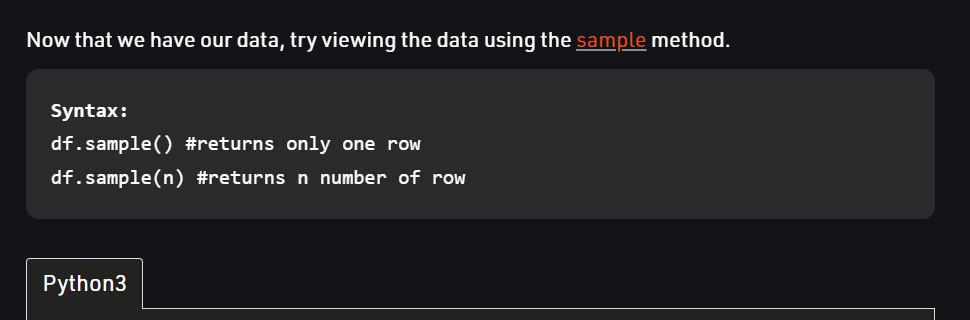 Now that we have our data, try viewing the data using the sample method.
Syntax:
df.sample() #returns only one row
df.sample(n) #returns n number of row
Python3